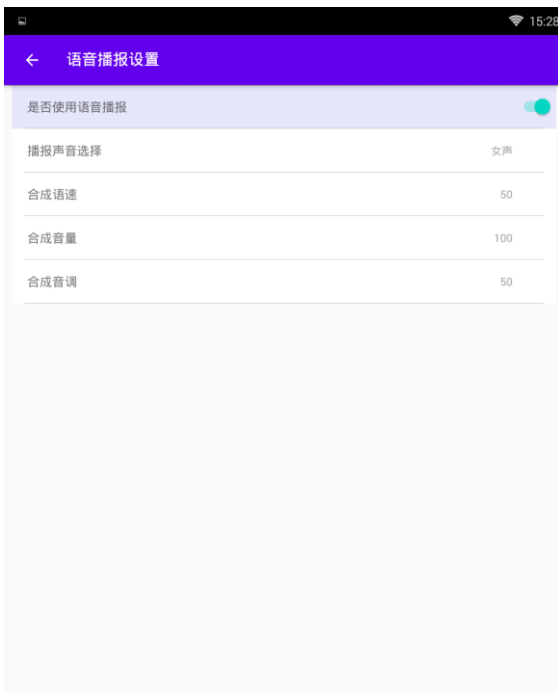 15:28
语音播报设置
是否使用语音播报
播报声音选择 女声
合成语速 50
合成音量 100
合成音调 50